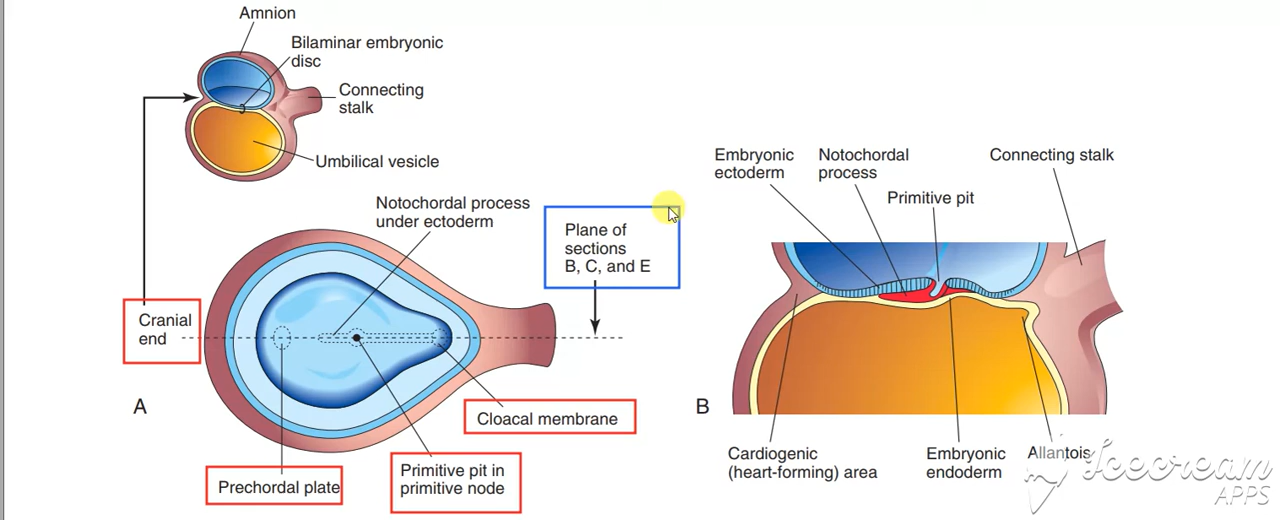 Amnion
Bilaminar embryonic
disc
Connecting
stalk
Umbilical vesicle
Notochordal process
under ectoderm
Plane of
sections
B, C, and E
Cranial
end
A
Cloacal membrane
Prechordal plate
Primitive pit in
primitive node
Embryonic
ectoderm
Notochordal
process
Primitive pit
Connecting stalk
B
Cardiogenic
(heart-forming) area
Embryonic
endoderm
Allantois
Icecream
APPS